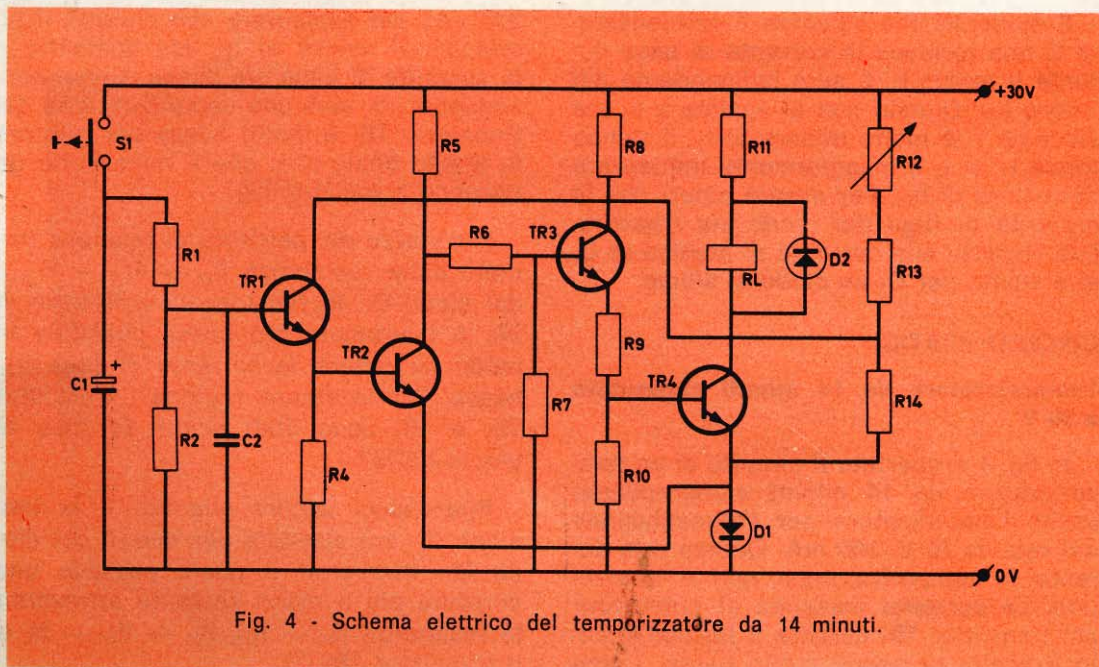 +30V
S1
R5
R8
R11
R12
R1
R6
TR3
D2
R13
TR1
RL
TR2
R9
C1
+
TR4
R14
R2
C2
R4
R7
R10
D1
0V
Fig. 4 - Schema elettrico del temporizzatore da 14 minuti.